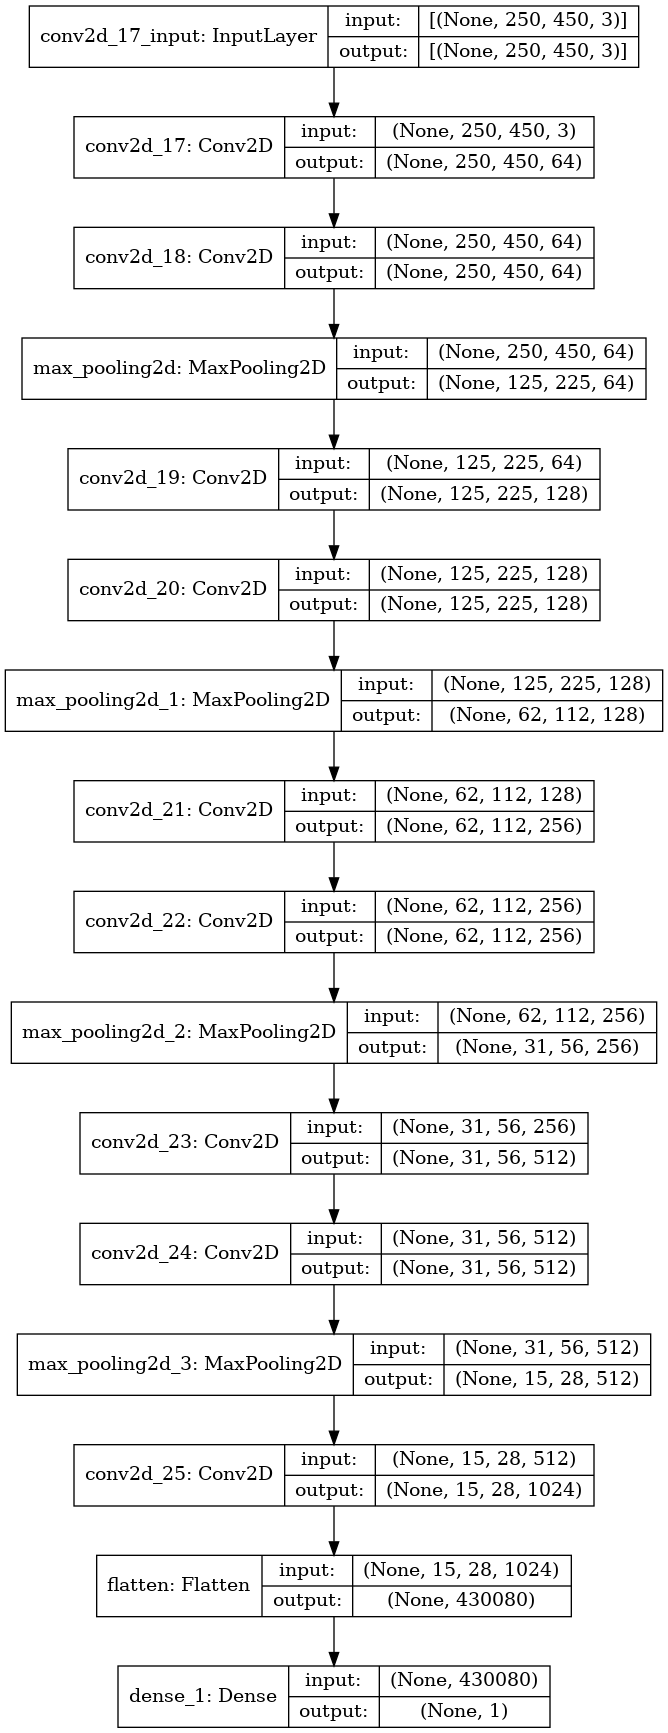 conv2d_17_input: InputLayer
input: [(None, 250, 450, 3)]
output: [(None, 250, 450, 3)]
conv2d_17: Conv2D
input: (None, 250, 450, 3)
output: (None, 250, 450, 64)
conv2d_18: Conv2D
input: (None, 250, 450, 64)
output: (None, 250, 450, 64)
max_pooling2d: MaxPooling2D
input: (None, 250, 450, 64)
output: (None, 125, 225, 64)
conv2d_19: Conv2D
input: (None, 125, 225, 64)
output: (None, 125, 225, 128)
conv2d_20: Conv2D
input: (None, 125, 225, 128)
output: (None, 125, 225, 128)
max_pooling2d_1: MaxPooling2D
input: (None, 125, 225, 128)
output: (None, 62, 112, 128)
conv2d_21: Conv2D
input: (None, 62, 112, 128)
output: (None, 62, 112, 256)
conv2d_22: Conv2D
input: (None, 62, 112, 256)
output: (None, 62, 112, 256)
max_pooling2d_2: MaxPooling2D
input: (None, 62, 112, 256)
output: (None, 31, 56, 256)
conv2d_23: Conv2D
input: (None, 31, 56, 256)
output: (None, 31, 56, 512)
conv2d_24: Conv2D
input: (None, 31, 56, 512)
output: (None, 31, 56, 512)
max_pooling2d_3: MaxPooling2D
input: (None, 31, 56, 512)
output: (None, 15, 28, 512)
conv2d_25: Conv2D
input: (None, 15, 28, 512)
output: (None, 15, 28, 1024)
flatten: Flatten
input: (None, 15, 28, 1024)
output: (None, 430080)
dense_1: Dense
input: (None, 430080)
output: (None, 1)